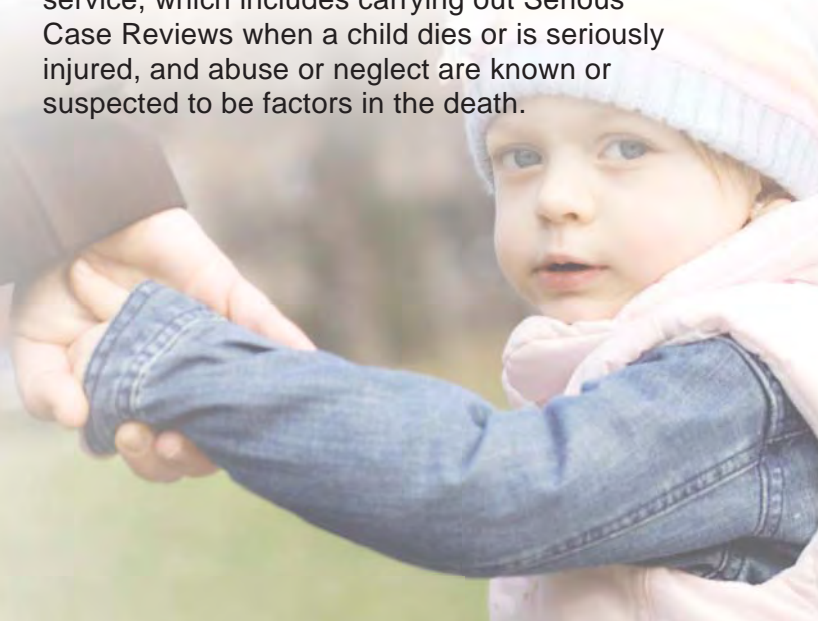 service, which includes carrying out Serious
Case Reviews when a child dies or is seriously
injured, and abuse or neglect are known or
suspected to be factors in the death.